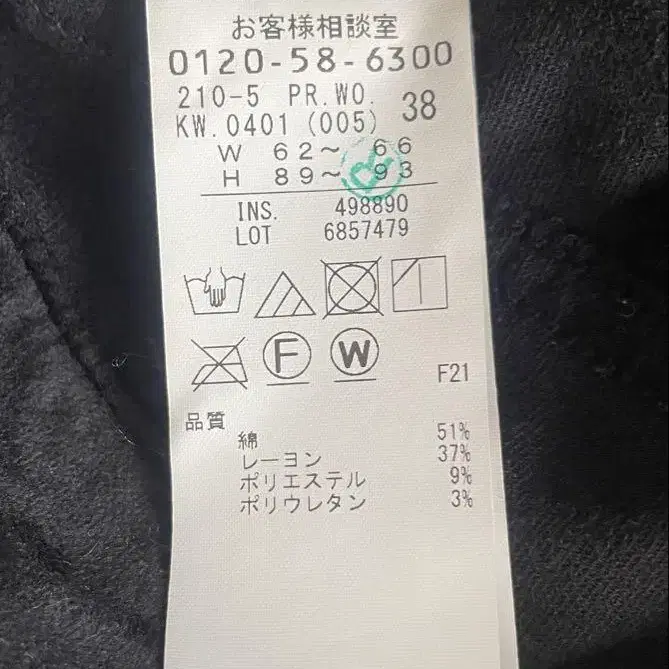 お客様相談室
0120-58-6300
210-5 PR.WO. 38
KW.0401 (005)
W 62～ 66
H 89～ 93
INS. 498890
LOT 6857479
F
W
F21
品質
綿 51%
レーヨン 37%
ポリエステル 9%
ポリウレタン 3%